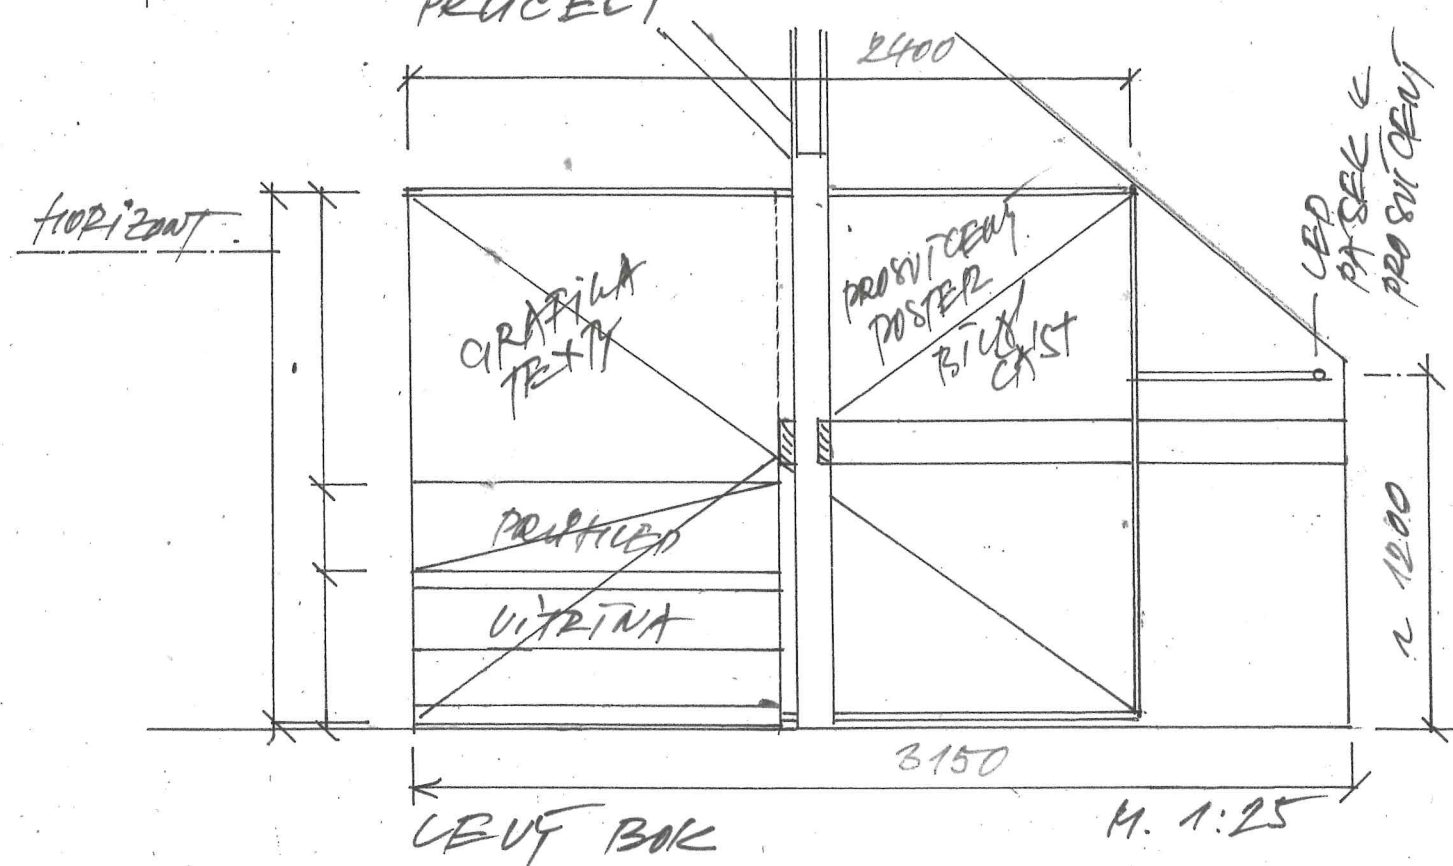 PRŮČELÍ
2400
HORIZONT
GRAFIKA
TEXTY
PROSVÍCENÝ
POSTER
BÍLÁ
ČÁST
LED
PÁSEK K
PROSVÍCENÍ
PRŮHLED
VITRÍNA
~ 1200
3150
LEVÝ BOK
M. 1:25